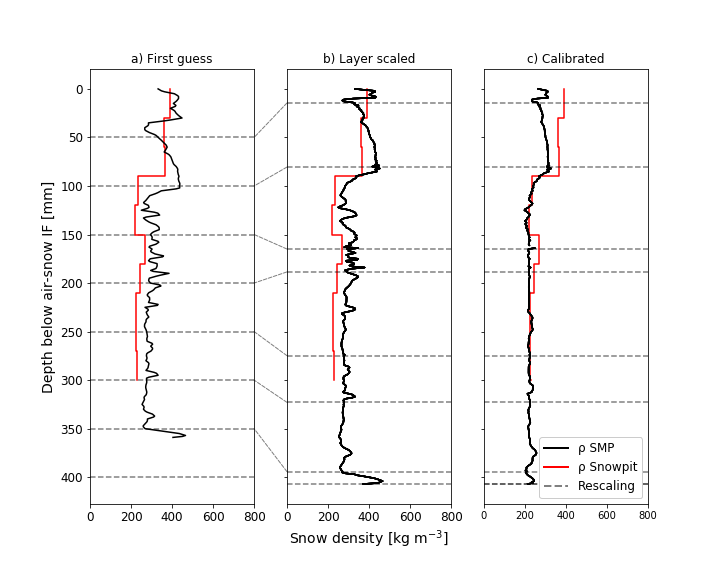 a) First guess
b) Layer scaled
c) Calibrated
Depth below air-snow IF [mm]
0
50
100
150
200
250
300
350
400
0 200 400 600 800
0 200 400 600 800
0 200 400 600 800
Snow density [kg m⁻³]
ρ SMP
ρ Snowpit
Rescaling